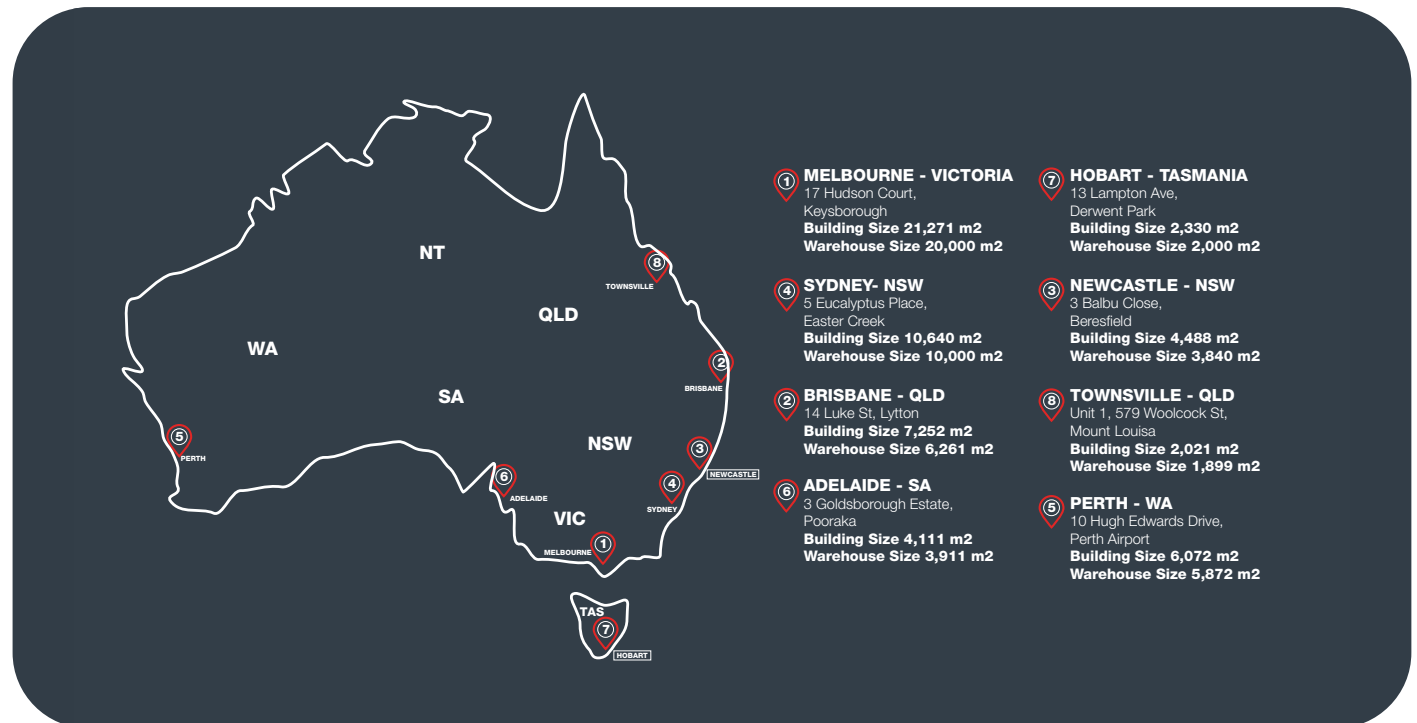 NT
QLD
WA
SA
NSW
VIC
TAS
8
TOWNSVILLE
2
BRISBANE
5
PERTH
3
NEWCASTLE
6
ADELAIDE
4
SYDNEY
1
MELBOURNE
7
HOBART
1
MELBOURNE - VICTORIA
17 Hudson Court,
Keysborough
Building Size 21,271 m2
Warehouse Size 20,000 m2
4
SYDNEY- NSW
5 Eucalyptus Place,
Easter Creek
Building Size 10,640 m2
Warehouse Size 10,000 m2
2
BRISBANE - QLD
14 Luke St, Lytton
Building Size 7,252 m2
Warehouse Size 6,261 m2
6
ADELAIDE - SA
3 Goldsborough Estate,
Pooraka
Building Size 4,111 m2
Warehouse Size 3,911 m2
7
HOBART - TASMANIA
13 Lampton Ave,
Derwent Park
Building Size 2,330 m2
Warehouse Size 2,000 m2
3
NEWCASTLE - NSW
3 Balbu Close,
Beresfield
Building Size 4,488 m2
Warehouse Size 3,840 m2
8
TOWNSVILLE - QLD
Unit 1, 579 Woolcock St,
Mount Louisa
Building Size 2,021 m2
Warehouse Size 1,899 m2
5
PERTH - WA
10 Hugh Edwards Drive,
Perth Airport
Building Size 6,072 m2
Warehouse Size 5,872 m2